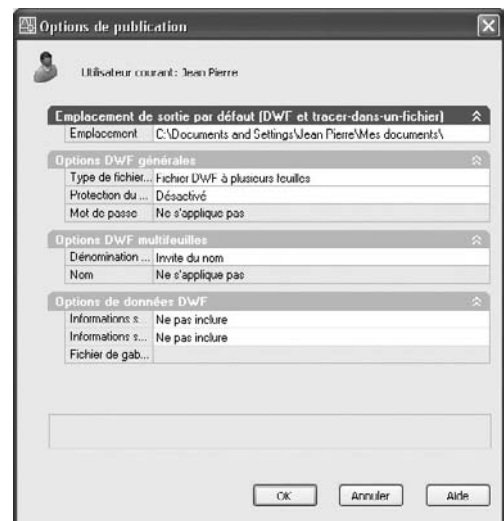 Options de publication
Utilisateur courant: Jean Pierre
Emplacement de sortie par défaut (DWF et tracer-dans-un-fichier)
Emplacement C:\Documents and Settings\Jean Pierre\Mes documents\
Options DWF générales
Type de fichier... Fichier DWF à plusieurs feuilles
Protection du ... Désactivé
Mot de passe Ne s'applique pas
Options DWF multifeuilles
Dénomination ... Invite du nom
Nom Ne s'applique pas
Options de données DWF
Informations s... Ne pas inclure
Informations s... Ne pas inclure
Fichier de gab...
OK Annuler Aide